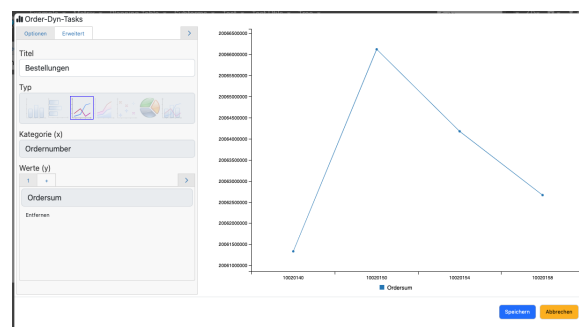 Order-Dyn-Tasks
Optionen Erweitert >
Titel
Bestellungen
Typ
Kategorie (x)
Ordernumber
Werte (y)
1 + >
Ordersum
Entfernen
20066500000
20066000000
20065500000
20065000000
20064500000
20064000000
20063500000
20063000000
20062500000
20062000000
20061500000
20061000000
10020140 10020150 10020154 10020158
Ordersum
Speichern Abbrechen